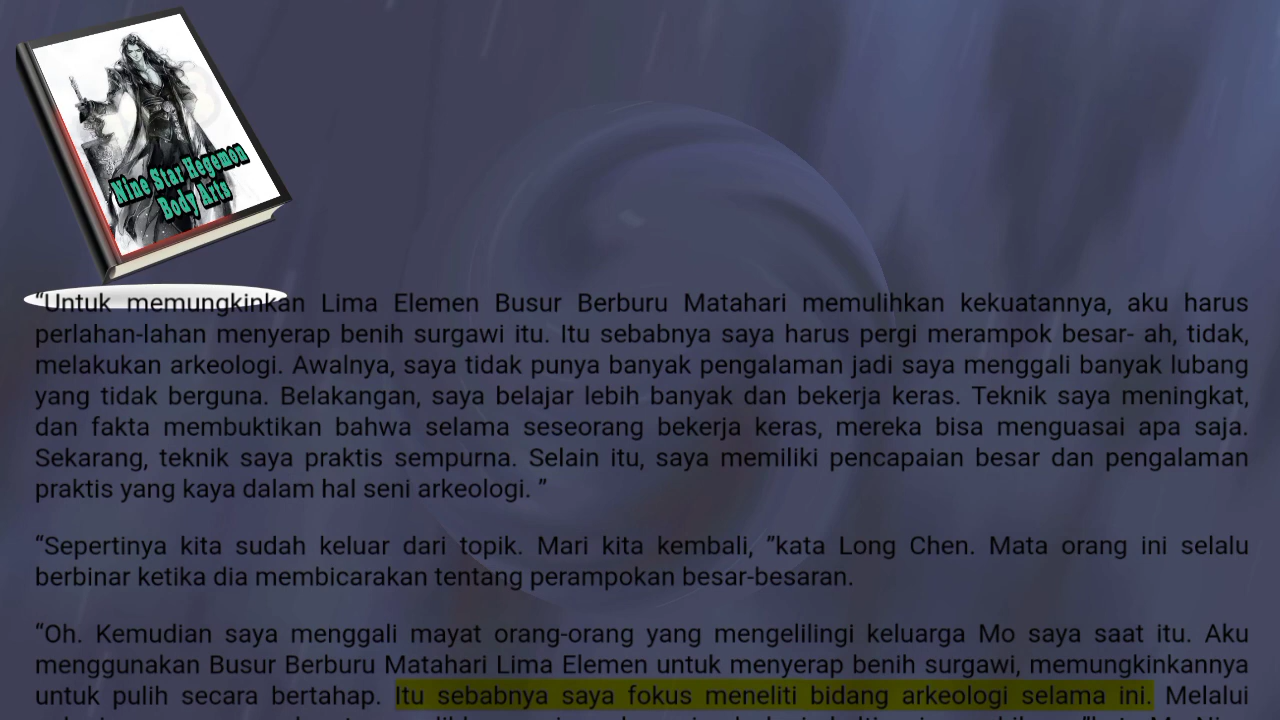 Nine Star Hegemon
Body Arts
“Untuk memungkinkan Lima Elemen Busur Berburu Matahari memulihkan kekuatannya, aku harus
perlahan-lahan menyerap benih surgawi itu. Itu sebabnya saya harus pergi merampok besar- ah, tidak,
melakukan arkeologi. Awalnya, saya tidak punya banyak pengalaman jadi saya menggali banyak lubang
yang tidak berguna. Belakangan, saya belajar lebih banyak dan bekerja keras. Teknik saya meningkat,
dan fakta membuktikan bahwa selama seseorang bekerja keras, mereka bisa menguasai apa saja.
Sekarang, teknik saya praktis sempurna. Selain itu, saya memiliki pencapaian besar dan pengalaman
praktis yang kaya dalam hal seni arkeologi. ”
“Sepertinya kita sudah keluar dari topik. Mari kita kembali, ”kata Long Chen. Mata orang ini selalu
berbinar ketika dia membicarakan tentang perampokan besar-besaran.
“Oh. Kemudian saya menggali mayat orang-orang yang mengelilingi keluarga Mo saya saat itu. Aku
menggunakan Busur Berburu Matahari Lima Elemen untuk menyerap benih surgawi, memungkinkannya
untuk pulih secara bertahap. Itu sebabnya saya fokus meneliti bidang arkeologi selama ini. Melalui